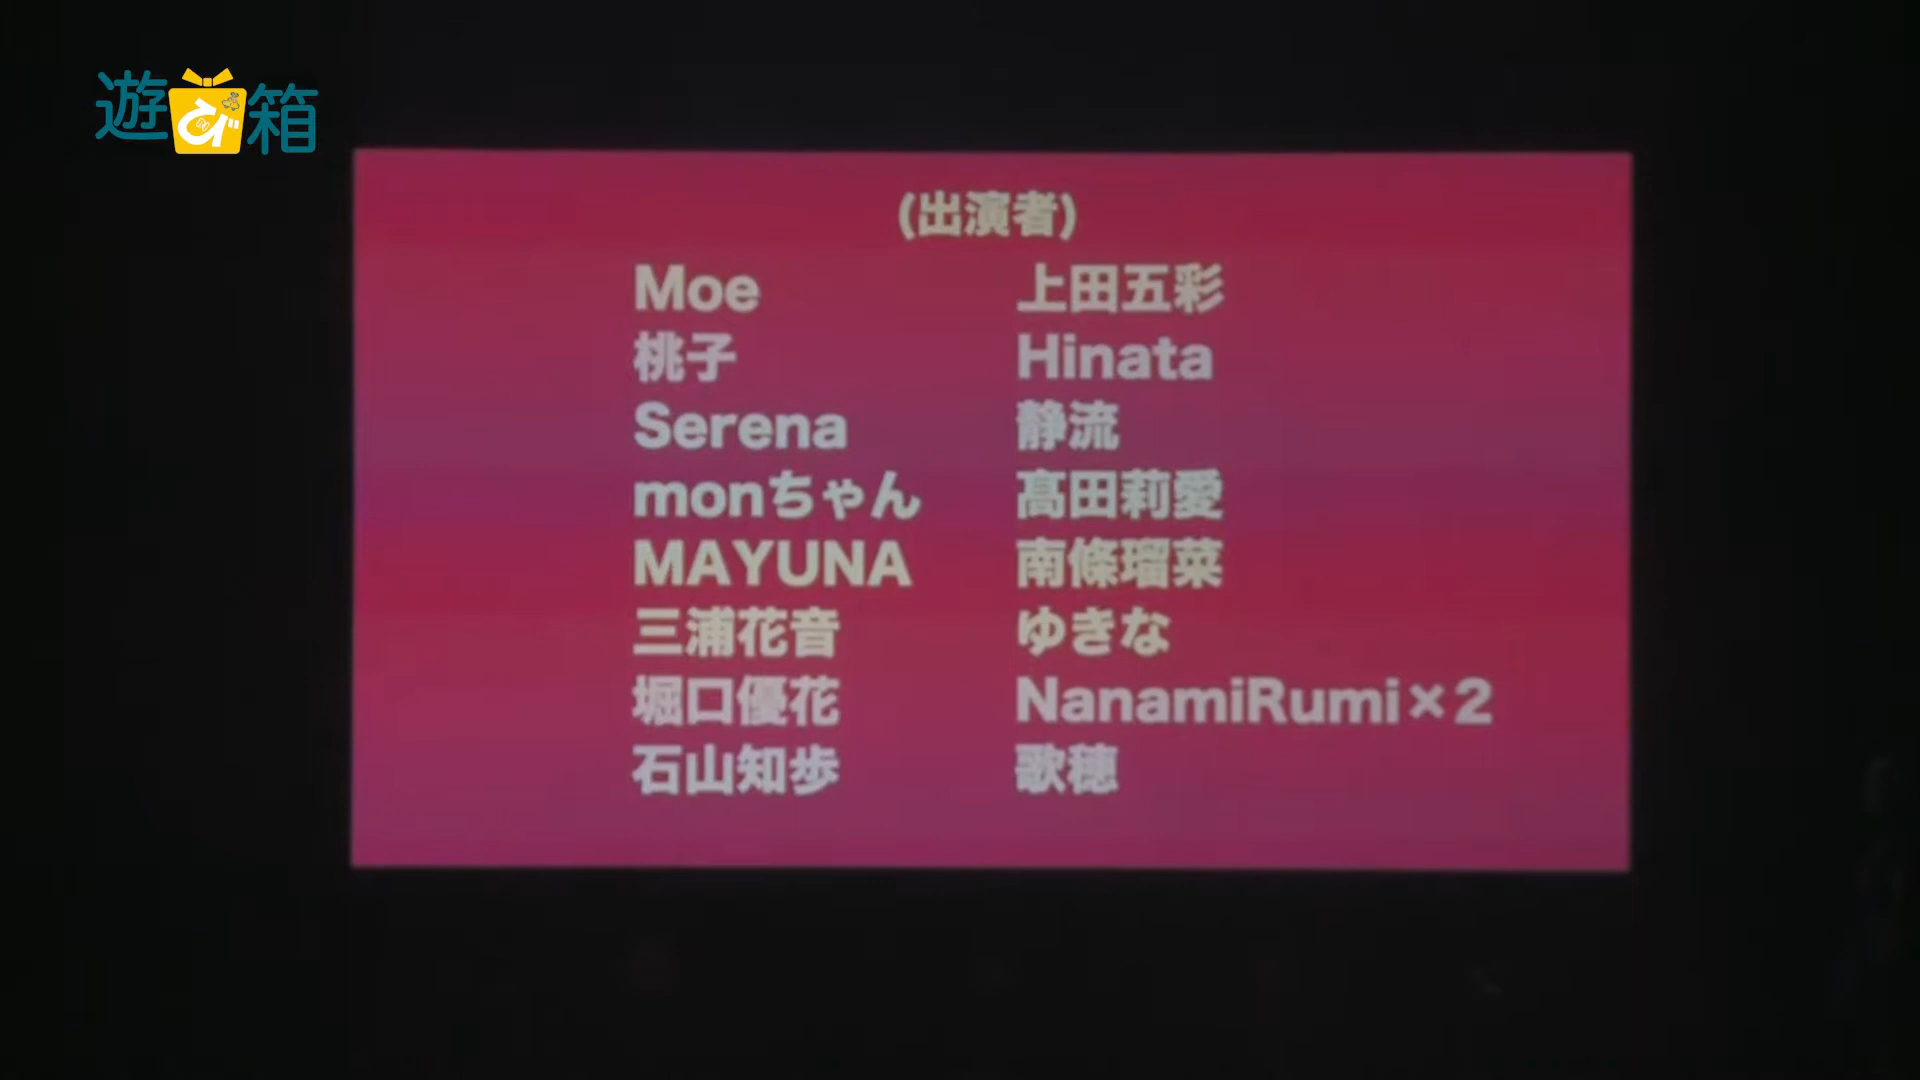 遊び箱
(出演者)
Moe 上田五彩
桃子 Hinata
Serena 静流
monちゃん 髙田莉愛
MAYUNA 南條瑠菜
三浦花音 ゆきな
堀口優花 NanamiRumi×2
石山知歩 歌穂